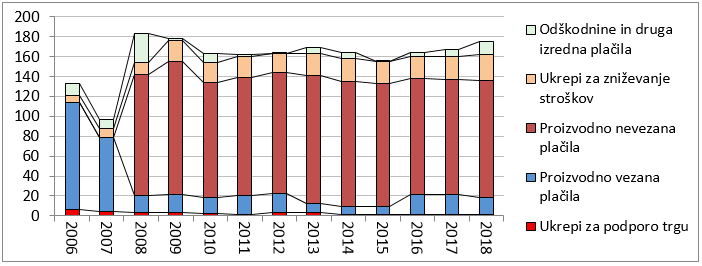 200
180
160
140
120
100
80
60
40
20
0
2006
2007
2008
2009
2010
2011
2012
2013
2014
2015
2016
2017
2018
Odškodnine in druga
izredna plačila
Ukrepi za zniževanje
stroškov
Proizvodno nevezana
plačila
Proizvodno vezana
plačila
Ukrepi za podporo trgu